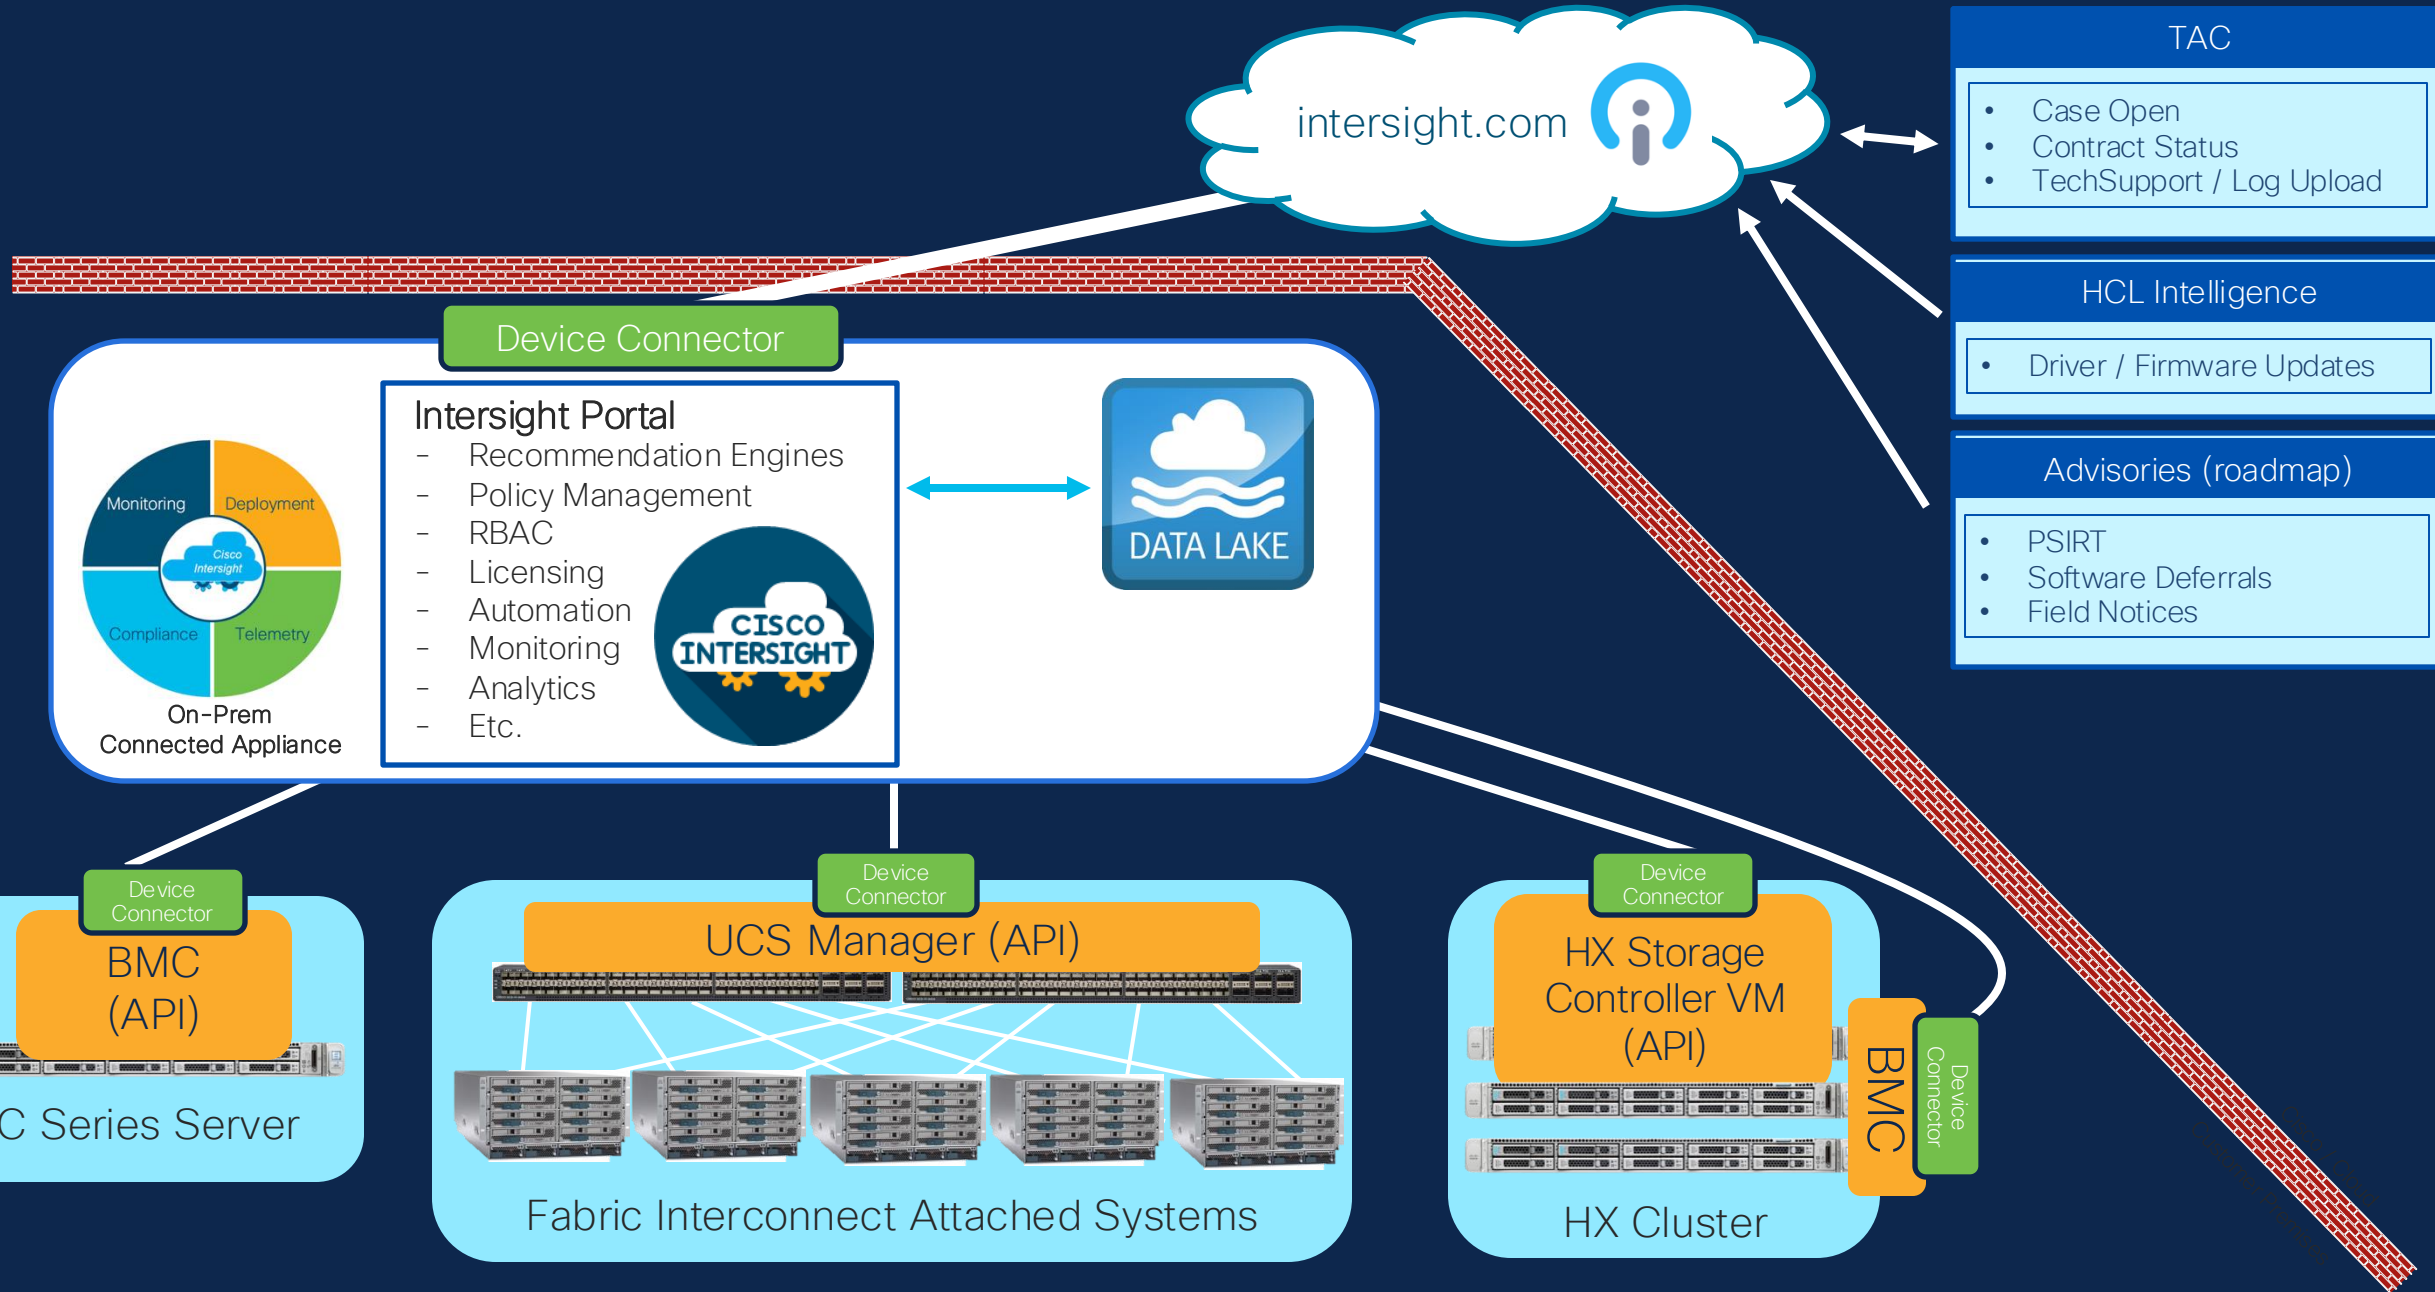 intersight.com
TAC
• Case Open
• Contract Status
• TechSupport / Log Upload
HCL Intelligence
• Driver / Firmware Updates
Advisories (roadmap)
• PSIRT
• Software Deferrals
• Field Notices
Device Connector
Monitoring
Deployment
Cisco
Intersight
Compliance
Telemetry
On-Prem
Connected Appliance
Intersight Portal
- Recommendation Engines
- Policy Management
- RBAC
- Licensing
- Automation
- Monitoring
- Analytics
- Etc.
CISCO
INTERSIGHT
DATA LAKE
Device
Connector
BMC
(API)
C Series Server
Device
Connector
UCS Manager (API)
Fabric Interconnect Attached Systems
Device
Connector
HX Storage
Controller VM
(API)
BMC
Device
Connector
HX Cluster